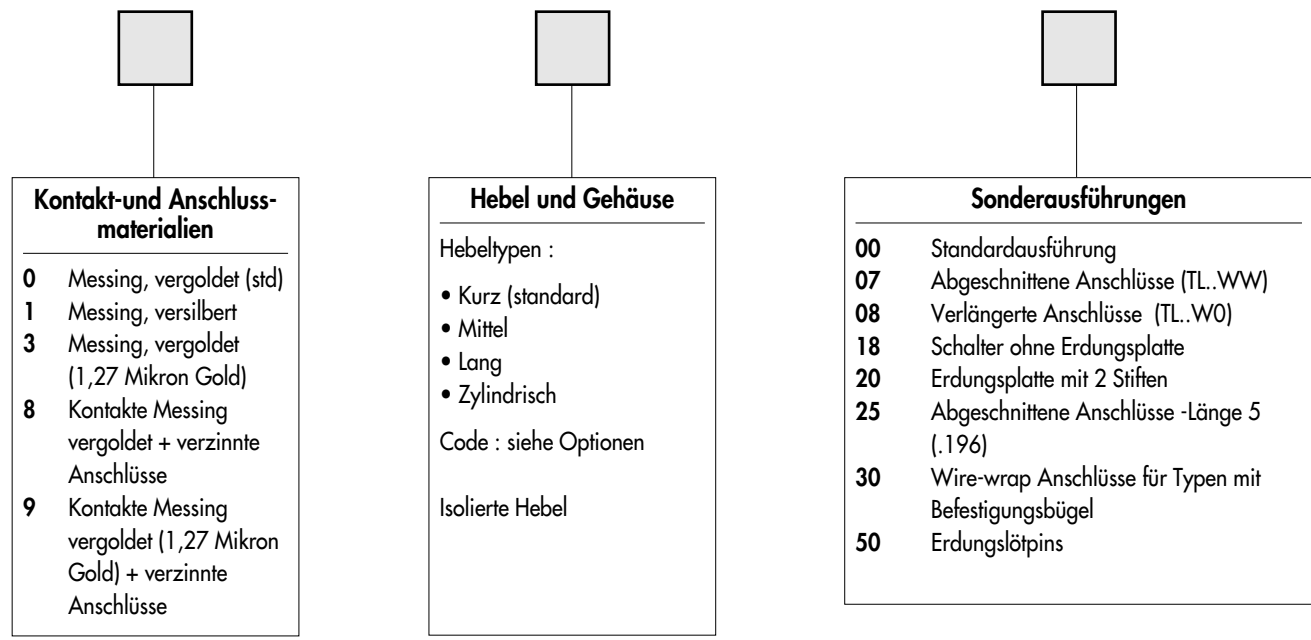 Kontakt-und Anschluss-
materialien
0 Messing, vergoldet (std)
1 Messing, versilbert
3 Messing, vergoldet
(1,27 Mikron Gold)
8 Kontakte Messing
vergoldet + verzinnte
Anschlüsse
9 Kontakte Messing
vergoldet (1,27 Mikron
Gold) + verzinnte
Anschlüsse
Hebel und Gehäuse
Hebeltypen :
• Kurz (standard)
• Mittel
• Lang
• Zylindrisch
Code : siehe Optionen
Isolierte Hebel
Sonderausführungen
00 Standardausführung
07 Abgeschnittene Anschlüsse (TL..WW)
08 Verlängerte Anschlüsse (TL..W0)
18 Schalter ohne Erdungsplatte
20 Erdungsplatte mit 2 Stiften
25 Abgeschnittene Anschlüsse -Länge 5
(.196)
30 Wire-wrap Anschlüsse für Typen mit
Befestigungsbügel
50 Erdungslötpins